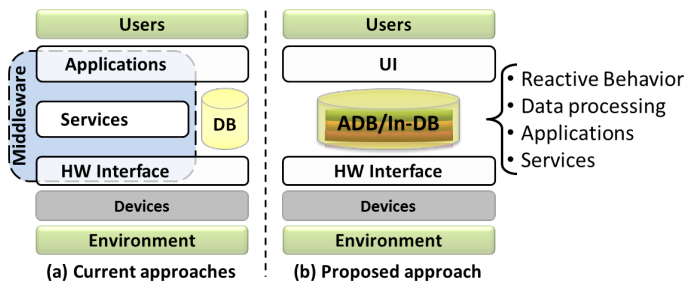 Users
Applications
Middleware
Services
DB
HW Interface
Devices
Environment
(a) Current approaches
Users
UI
ADB/In-DB
HW Interface
Devices
Environment
(b) Proposed approach
• Reactive Behavior
• Data processing
• Applications
• Services